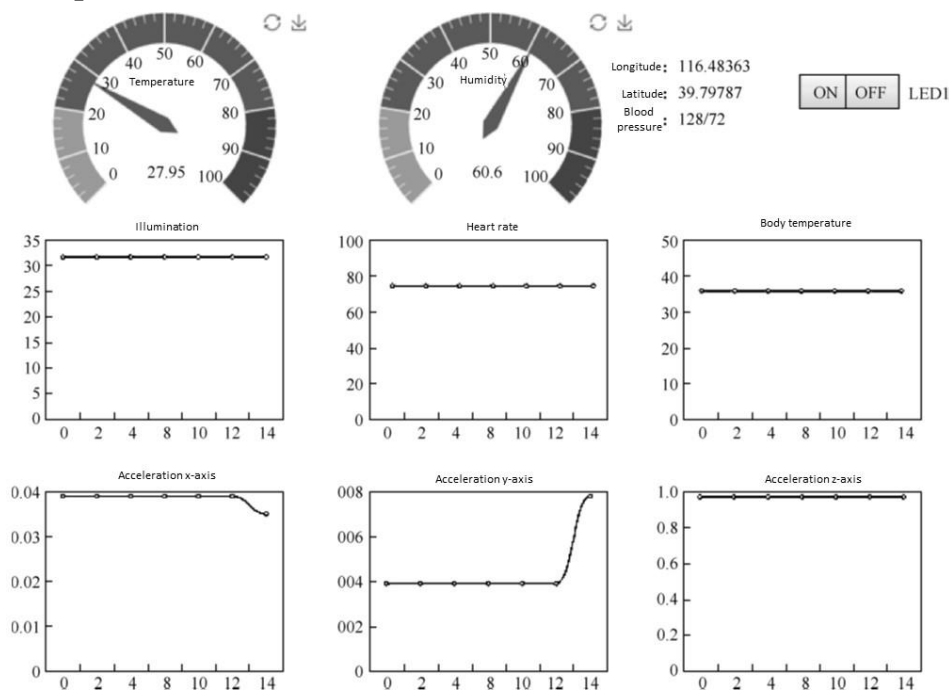 Temperature
0 10 20 30 40 50 60 70 80 90 100
27.95
Humidity
0 10 20 30 40 50 60 70 80 90 100
60.6
Longitude: 116.48363
Latitude: 39.79787
Blood pressure: 128/72
ON OFF LED1
Illumination
35
30
25
20
15
10
5
0
0 2 4 8 10 12 14
Heart rate
100
80
60
40
20
0
0 2 4 8 10 12 14
Body temperature
50
40
30
20
10
0
0 2 4 8 10 12 14
Acceleration x-axis
0.04
0.03
0.02
0.01
0
0 2 4 8 10 12 14
Acceleration y-axis
008
006
004
002
0
0 2 4 8 10 12 14
Acceleration z-axis
1.0
0.8
0.6
0.4
0.2
0
0 2 4 8 10 12 14